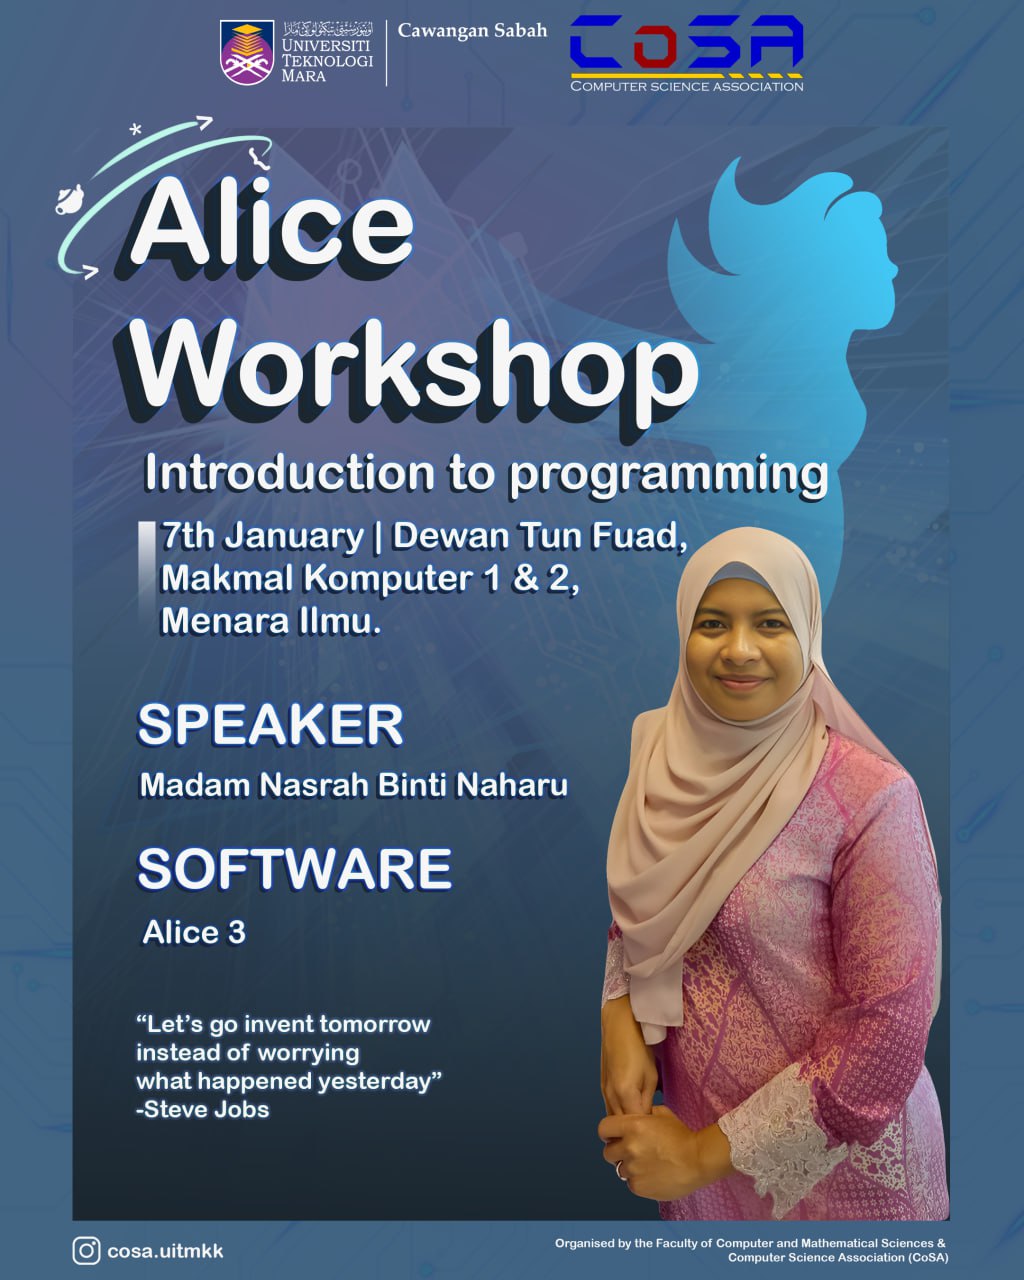 UNIVERSITI
TEKNOLOGI
MARA
Cawangan Sabah
CoSA
COMPUTER SCIENCE ASSOCIATION
Alice
Workshop
Introduction to programming
7th January | Dewan Tun Fuad,
Makmal Komputer 1 & 2,
Menara Ilmu.
SPEAKER
Madam Nasrah Binti Naharu
SOFTWARE
Alice 3
“Let’s go invent tomorrow
instead of worrying
what happened yesterday”
-Steve Jobs
cosa.uitmkk
Organised by the Faculty of Computer and Mathematical Sciences &
Computer Science Association (CoSA)